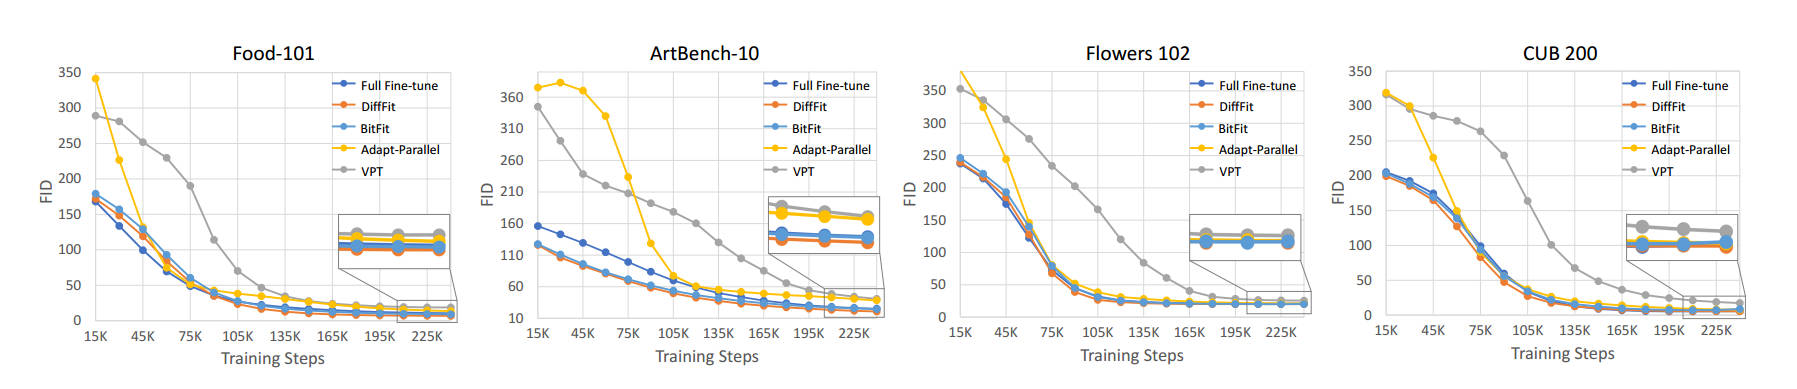 Food-101
FID
350
300
250
200
150
100
50
0
Full Fine-tune
DiffFit
BitFit
Adapt-Parallel
VPT
15K 45K 75K 105K 135K 165K 195K 225K
Training Steps
ArtBench-10
FID
360
310
260
210
160
110
60
10
Full Fine-tune
DiffFit
BitFit
Adapt-Parallel
VPT
15K 45K 75K 105K 135K 165K 195K 225K
Training Steps
Flowers 102
FID
350
300
250
200
150
100
50
0
Full Fine-tune
DiffFit
BitFit
Adapt-Parallel
VPT
15K 45K 75K 105K 135K 165K 195K 225K
Training Steps
CUB 200
FID
350
300
250
200
150
100
50
0
Full Fine-tune
DiffFit
BitFit
Adapt-Parallel
VPT
15K 45K 75K 105K 135K 165K 195K 225K
Training Steps